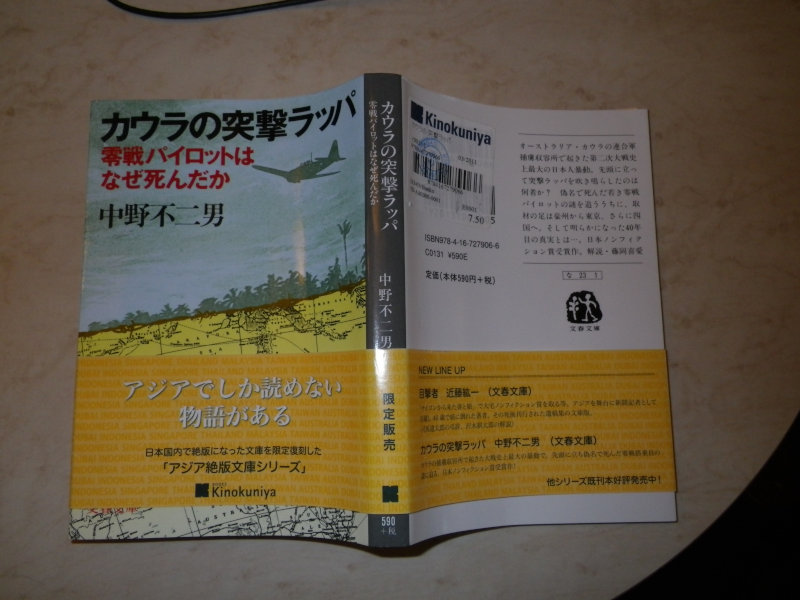 カウラの突撃ラッパ
零戦パイロットは
なぜ死んだか
中野不二男
アジアでしか読めない
物語がある
日本国内で絶版になった文庫を限定復刻した
「アジア絶版文庫シリーズ」
Kinokuniya
カウラの突撃ラッパ
零戦パイロットはなぜ死んだか
中野不二男
限定販売
590
+税
Kinokuniya
7.50 5
ISBN978-4-16-727906-6
C0131 ¥590E
定価(本体590円+税)
オーストラリア・カウラの連合軍
捕虜収容所で起きた第二次大戦史
上最大の日本人暴動。先頭に立っ
て突撃ラッパを吹き鳴らしたのは
何者か? 偽名で死んだ若き零戦
パイロットの謎を追ううちに、取
材の足は豪州から東京、さらに四
国へ。そして明らかになった40年
目の真実とは…。日本ノンフィク
ション賞受賞作。解説・藤岡喜愛
な 23 1
文春文庫
NEW LINE UP
目撃者 近藤紘一 (文春文庫)
カウラの突撃ラッパ 中野不二男 (文春文庫)
他シリーズ既刊本好評発売中!